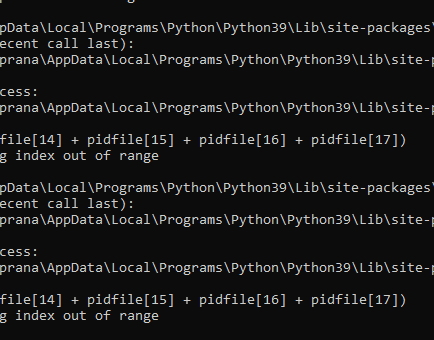 ppData\Local\Programs\Python\Python39\Lib\site-packages\
ecent call last):
prana\AppData\Local\Programs\Python\Python39\Lib\site-p
cess:
prana\AppData\Local\Programs\Python\Python39\Lib\site-p
file[14] + pidfile[15] + pidfile[16] + pidfile[17])
g index out of range
ppData\Local\Programs\Python\Python39\Lib\site-packages\
ecent call last):
prana\AppData\Local\Programs\Python\Python39\Lib\site-p
cess:
prana\AppData\Local\Programs\Python\Python39\Lib\site-p
file[14] + pidfile[15] + pidfile[16] + pidfile[17])
g index out of range